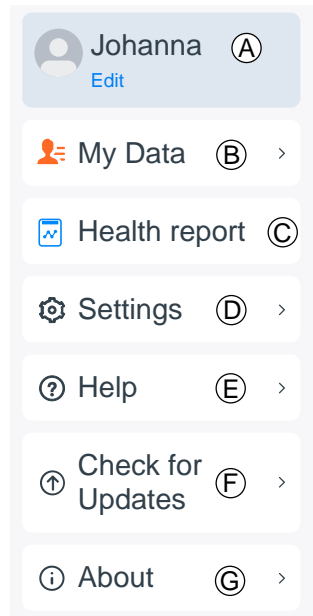 Johanna Ⓐ
Edit
My Data Ⓑ
Health report Ⓒ
Settings Ⓓ
Help Ⓔ
Check for
Updates Ⓕ
About Ⓖ